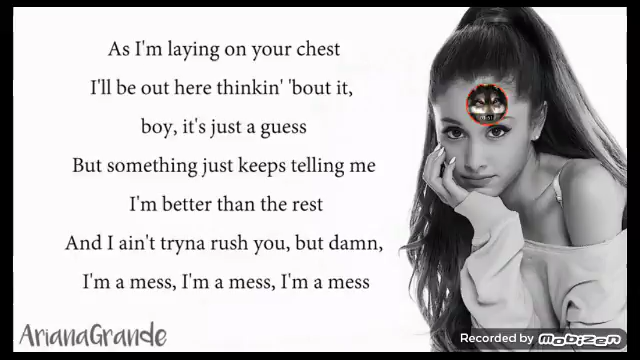 As I'm laying on your chest
I'll be out here thinkin' 'bout it,
boy, it's just a guess
But something just keeps telling me
I'm better than the rest
And I ain't tryna rush you, but damn,
I'm a mess, I'm a mess, I'm a mess
ArianaGrande
Recorded by MOBIZEN